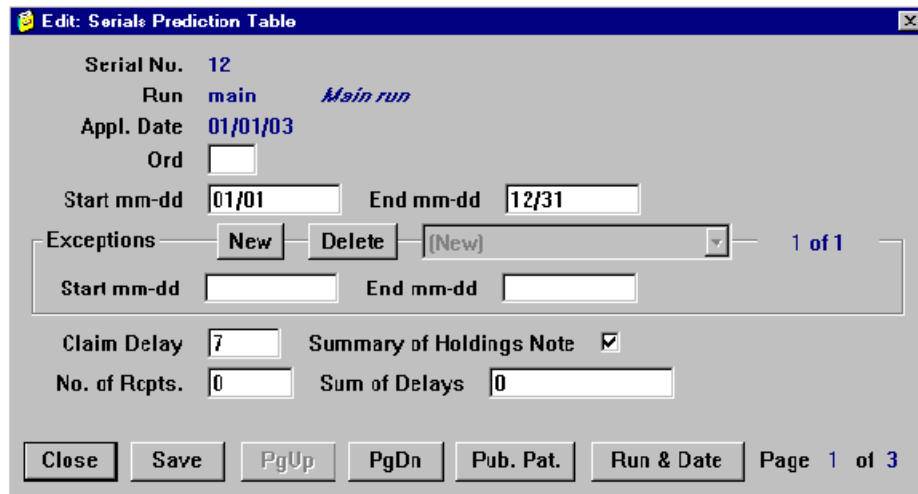 Edit: Serials Prediction Table
Serial No. 12
Run main Main run
Appl. Date 01/01/03
Ord
Start mm-dd 01/01 End mm-dd 12/31
Exceptions New Delete (New) 1 of 1
Start mm-dd End mm-dd
Claim Delay 7 Summary of Holdings Note
No. of Rcpts. 0 Sum of Delays 0
Close Save PgUp PgDn Pub. Pat. Run & Date Page 1 of 3